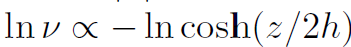 ln ν ∝ − ln cosh(z/2h)